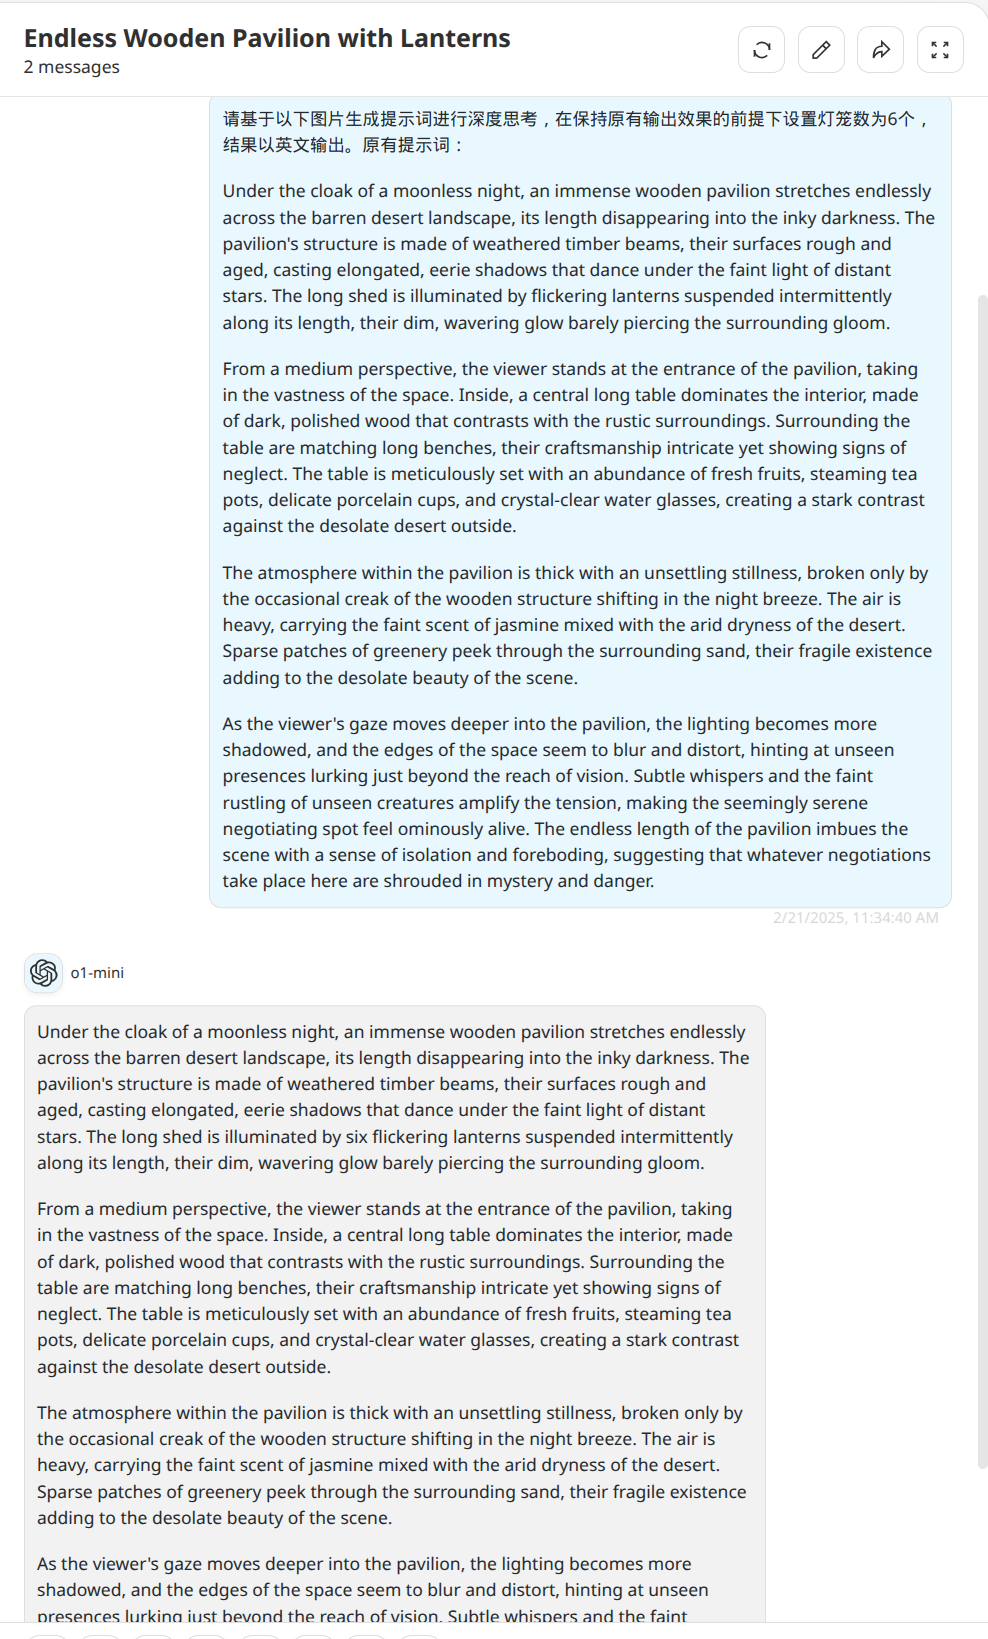 Endless Wooden Pavilion with Lanterns
2 messages
请基于以下图片生成提示词进行深度思考，在保持原有输出效果的前提下设置灯笼数为6个，
结果以英文输出。原有提示词：
Under the cloak of a moonless night, an immense wooden pavilion stretches endlessly
across the barren desert landscape, its length disappearing into the inky darkness. The
pavilion's structure is made of weathered timber beams, their surfaces rough and
aged, casting elongated, eerie shadows that dance under the faint light of distant
stars. The long shed is illuminated by flickering lanterns suspended intermittently
along its length, their dim, wavering glow barely piercing the surrounding gloom.
From a medium perspective, the viewer stands at the entrance of the pavilion, taking
in the vastness of the space. Inside, a central long table dominates the interior, made
of dark, polished wood that contrasts with the rustic surroundings. Surrounding the
table are matching long benches, their craftsmanship intricate yet showing signs of
neglect. The table is meticulously set with an abundance of fresh fruits, steaming tea
pots, delicate porcelain cups, and crystal-clear water glasses, creating a stark contrast
against the desolate desert outside.
The atmosphere within the pavilion is thick with an unsettling stillness, broken only by
the occasional creak of the wooden structure shifting in the night breeze. The air is
heavy, carrying the faint scent of jasmine mixed with the arid dryness of the desert.
Sparse patches of greenery peek through the surrounding sand, their fragile existence
adding to the desolate beauty of the scene.
As the viewer's gaze moves deeper into the pavilion, the lighting becomes more
shadowed, and the edges of the space seem to blur and distort, hinting at unseen
presences lurking just beyond the reach of vision. Subtle whispers and the faint
rustling of unseen creatures amplify the tension, making the seemingly serene
negotiating spot feel ominously alive. The endless length of the pavilion imbues the
scene with a sense of isolation and foreboding, suggesting that whatever negotiations
take place here are shrouded in mystery and danger.
2/21/2025, 11:34:40 AM
o1-mini
Under the cloak of a moonless night, an immense wooden pavilion stretches endlessly
across the barren desert landscape, its length disappearing into the inky darkness. The
pavilion's structure is made of weathered timber beams, their surfaces rough and
aged, casting elongated, eerie shadows that dance under the faint light of distant
stars. The long shed is illuminated by six flickering lanterns suspended intermittently
along its length, their dim, wavering glow barely piercing the surrounding gloom.
From a medium perspective, the viewer stands at the entrance of the pavilion, taking
in the vastness of the space. Inside, a central long table dominates the interior, made
of dark, polished wood that contrasts with the rustic surroundings. Surrounding the
table are matching long benches, their craftsmanship intricate yet showing signs of
neglect. The table is meticulously set with an abundance of fresh fruits, steaming tea
pots, delicate porcelain cups, and crystal-clear water glasses, creating a stark contrast
against the desolate desert outside.
The atmosphere within the pavilion is thick with an unsettling stillness, broken only by
the occasional creak of the wooden structure shifting in the night breeze. The air is
heavy, carrying the faint scent of jasmine mixed with the arid dryness of the desert.
Sparse patches of greenery peek through the surrounding sand, their fragile existence
adding to the desolate beauty of the scene.
As the viewer's gaze moves deeper into the pavilion, the lighting becomes more
shadowed, and the edges of the space seem to blur and distort, hinting at unseen
presences lurking just beyond the reach of vision. Subtle whispers and the faint